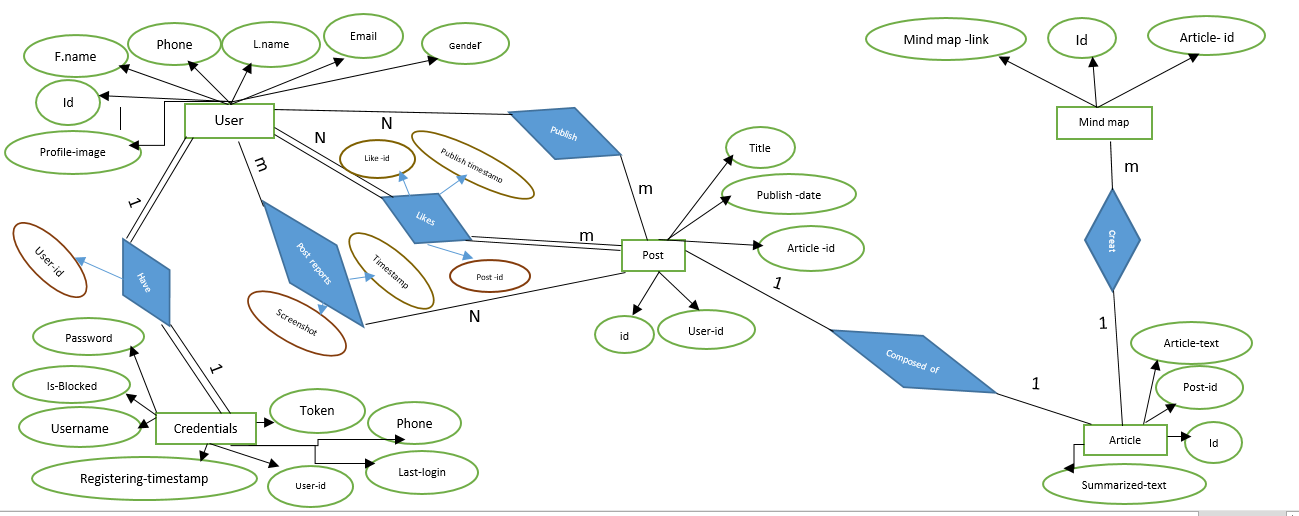 F.name
Phone
L.name
Email
Gender
Id
Profile-image
User
N
N
m
1
Publish
Like -id
Publish timestamp
Likes
Post -id
m
m
Post reports
Timestamp
Screenshot
N
User-id
Have
1
Password
Is-Blocked
Username
Credentials
Registering-timestamp
Token
Phone
Last-login
User-id
Title
Publish -date
Article -id
Post
id
User-id
1
Composed of
1
Mind map -link
Id
Article- id
Mind map
m
Creat
1
Article-text
Post-id
Article
Id
Summarized-text